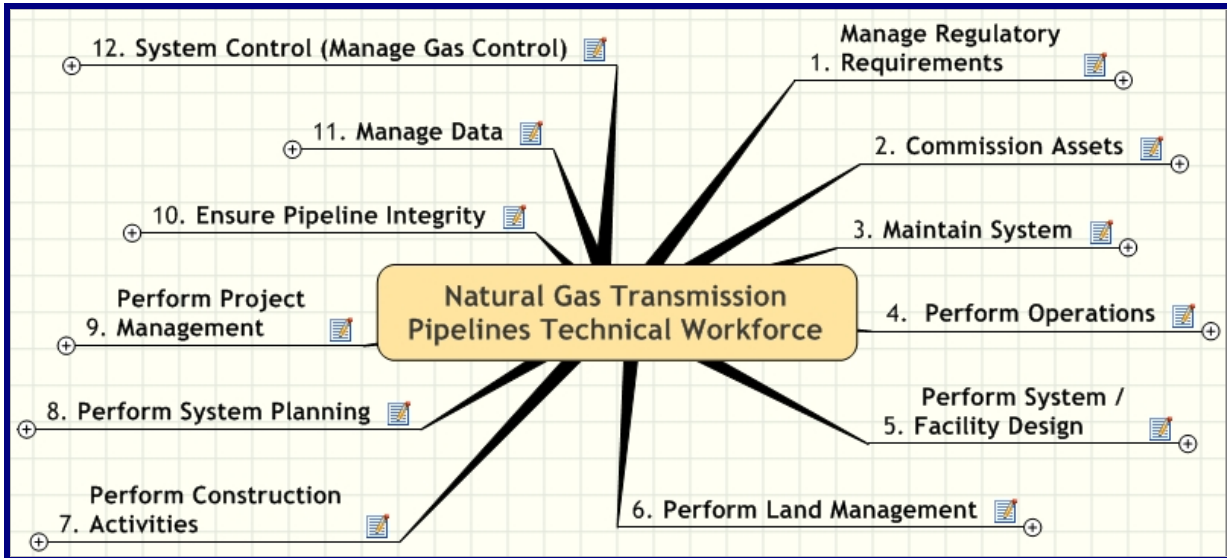 Natural Gas Transmission
Pipelines Technical Workforce
1. Manage Regulatory
Requirements
2. Commission Assets
3. Maintain System
4. Perform Operations
5. Perform System /
Facility Design
6. Perform Land Management
7. Perform Construction
Activities
8. Perform System Planning
9. Perform Project
Management
10. Ensure Pipeline Integrity
11. Manage Data
12. System Control (Manage Gas Control)